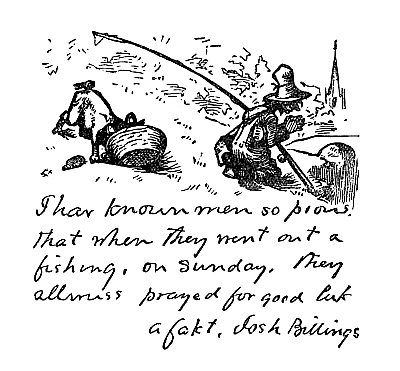 I hav known men so pious,
that when they went out a
fishing, on Sunday, they
allwuss prayed for good luk
a fakt. Josh Billings